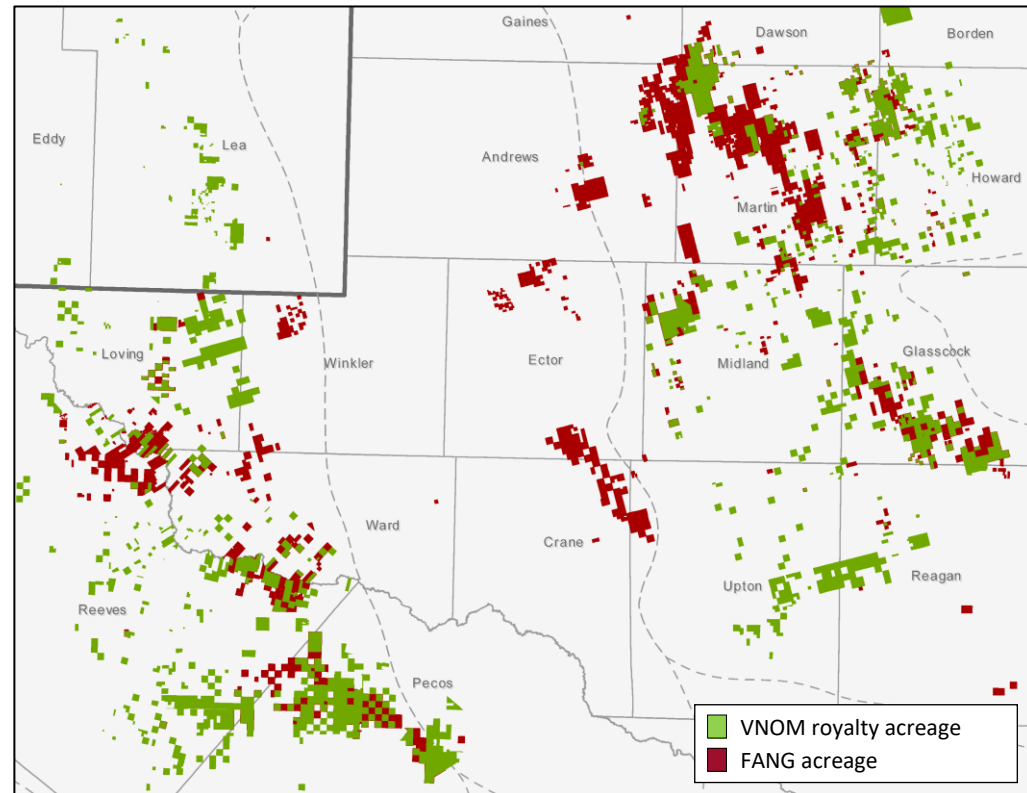 Gaines
Dawson
Borden
Eddy
Lea
Andrews
Howard
Martin
Loving
Winkler
Ector
Midland
Glasscock
Ward
Crane
Upton
Reagan
Reeves
Pecos
VNOM royalty acreage
FANG acreage